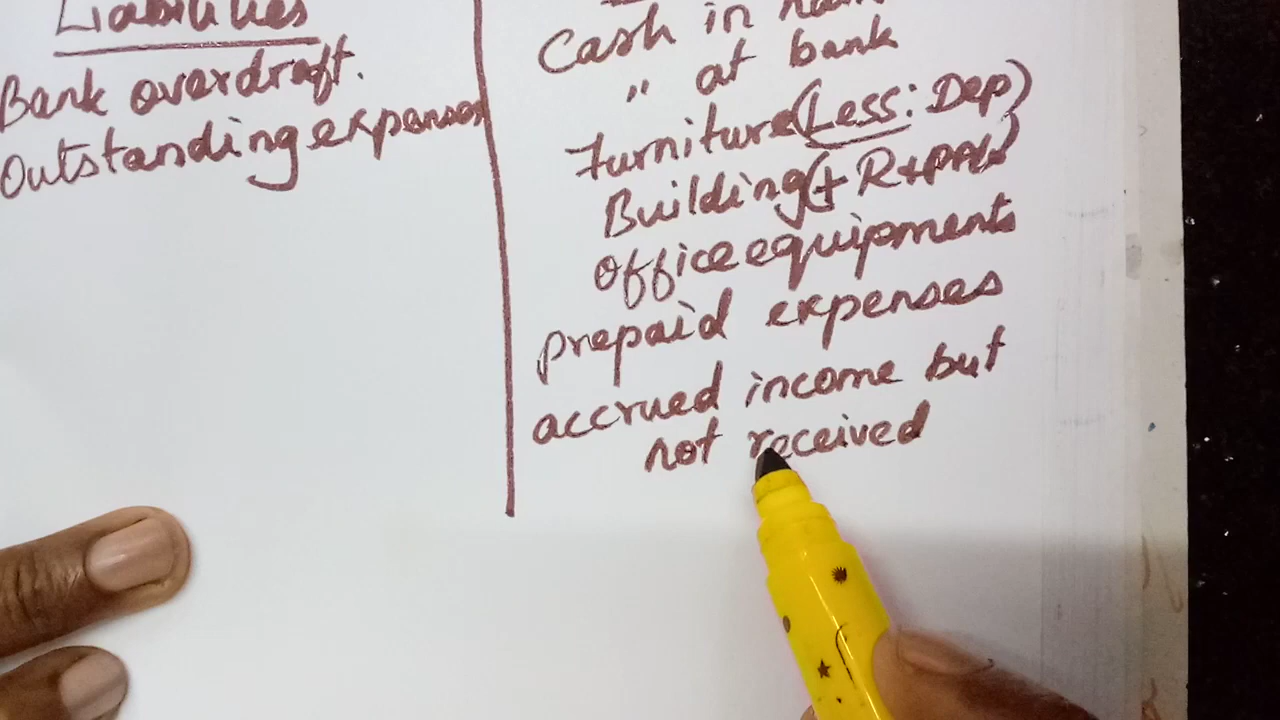 Liabilities
Bank overdraft.
Outstanding expenses
Cash in
" at bank
Furniture (Less: Dep)
Building (+ R+
Office equipments
prepaid expenses
accrued income but
not received